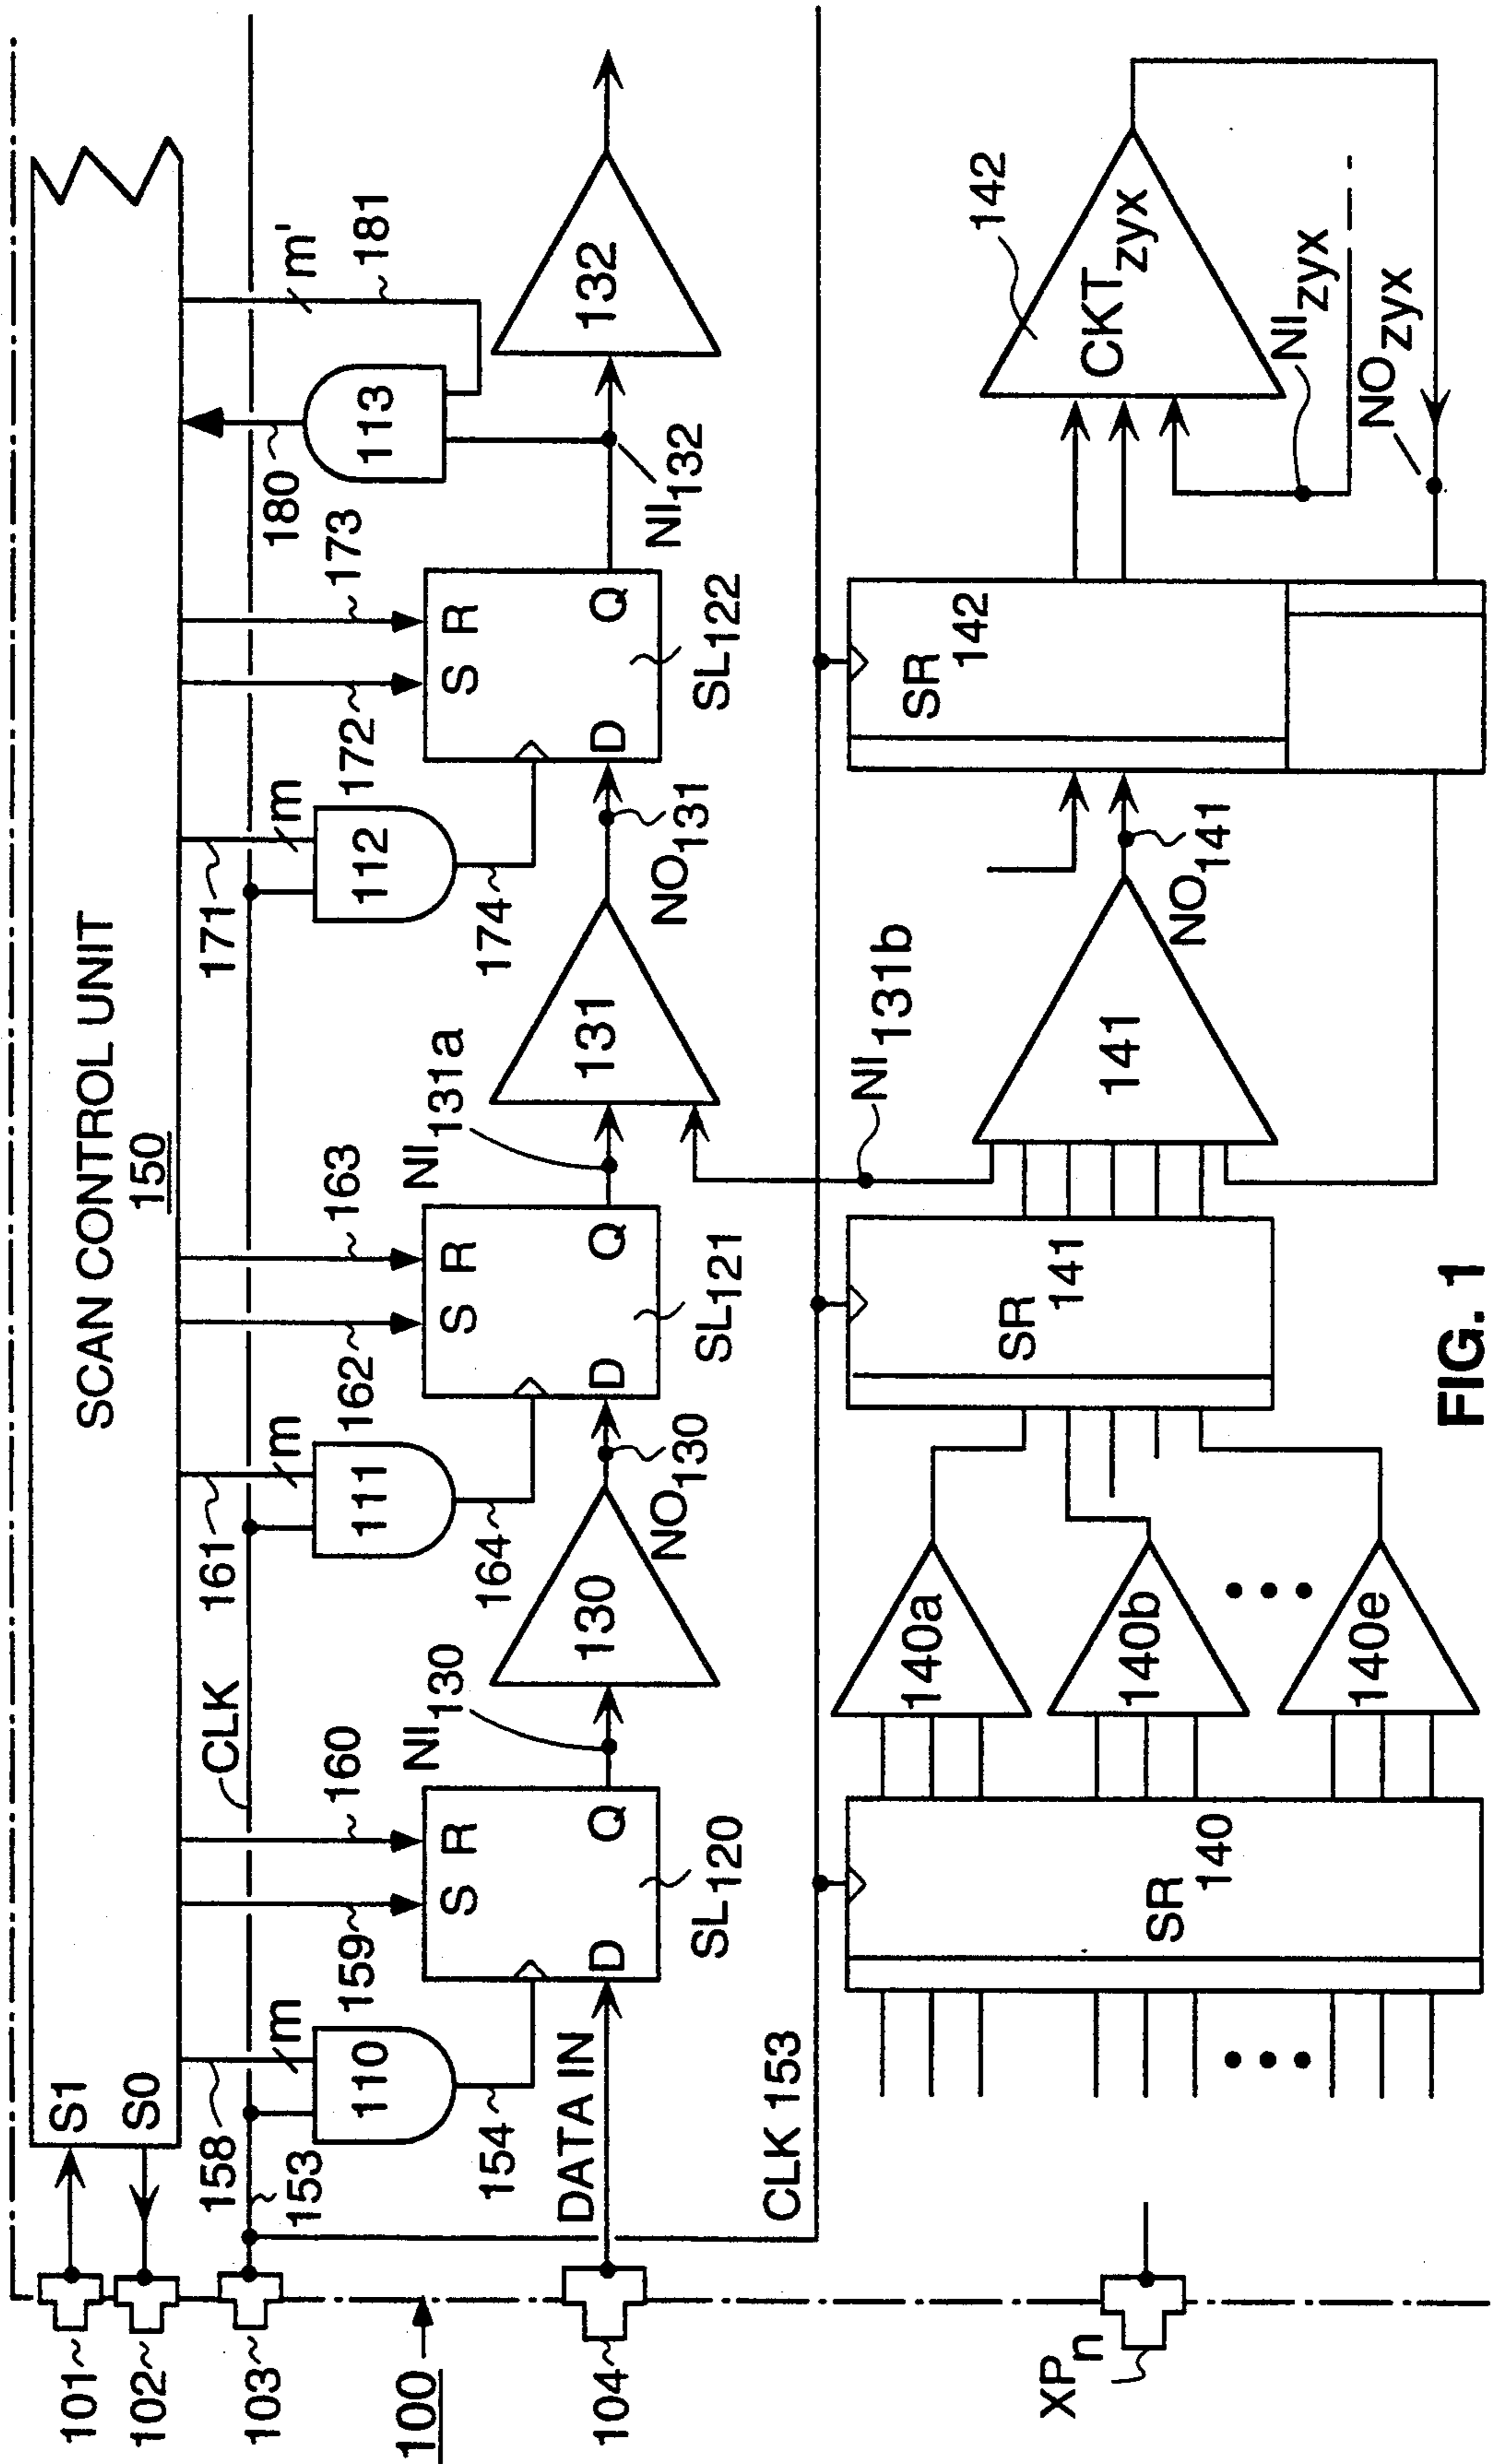 SCAN CONTROL UNIT
150
S1
S0
101
102
103
100
104
XPn
CLK
158
153
m
159
160
161
m
162
163
171
m
172
173
180
m'
181
110
111
112
113
154
164
174
DATA IN
S R
D Q
SL120
NI130
130
NO130
S R
D Q
SL121
NI131a
131
NO131
S R
D Q
SL122
NI132
132
CLK 153
NI131b
SR140
140a
140b
140e
SR141
141
NO141
SR142
142
CKTzyx
NIzyx
NOzyx
FIG. 1